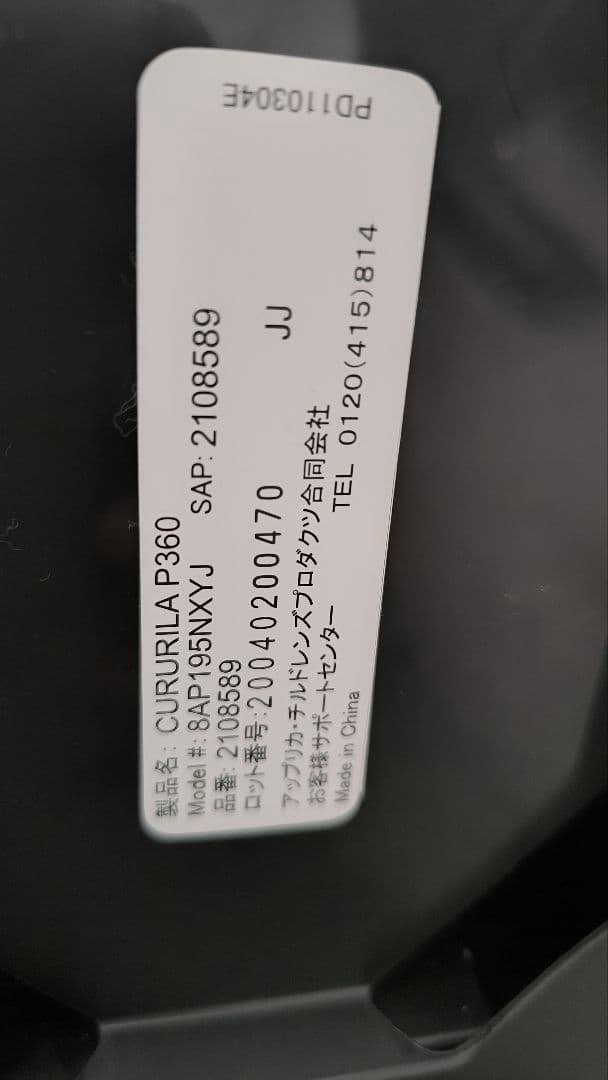 製品名: CURURILA P360
Model #: 8AP195NXYJ SAP: 2108589
品番: 2108589
ロット番号:20040200470 JJ
アップリカ・チルドレンズプロダクツ合同会社
お客様サポートセンター TEL 0120(415)814
Made in China
PD110304E